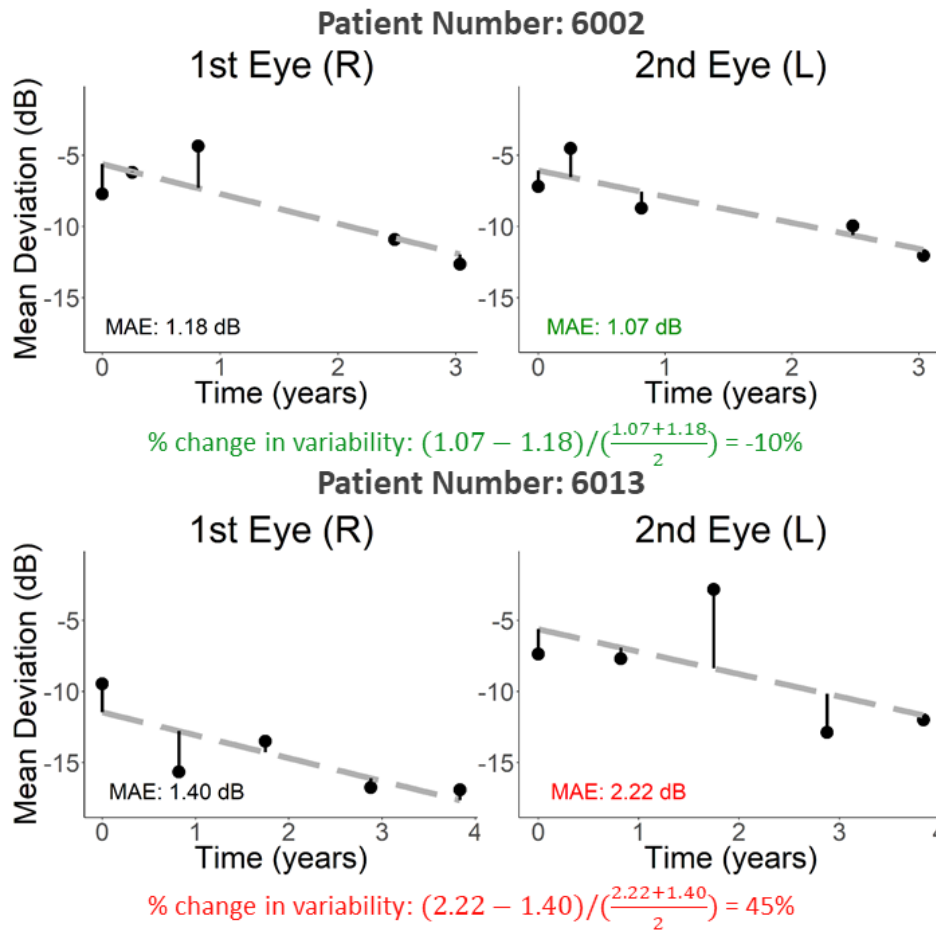 Patient Number: 6002
1st Eye (R)
2nd Eye (L)
Mean Deviation (dB)
-5
-10
-15
MAE: 1.18 dB
0 1 2 3
Time (years)
-5
-10
-15
MAE: 1.07 dB
0 1 2 3
Time (years)
% change in variability: (1.07 − 1.18)/(\frac{1.07+1.18}{2}) = -10%
Patient Number: 6013
1st Eye (R)
2nd Eye (L)
Mean Deviation (dB)
-5
-10
-15
MAE: 1.40 dB
0 1 2 3 4
Time (years)
-5
-10
-15
MAE: 2.22 dB
0 1 2 3 4
Time (years)
% change in variability: (2.22 − 1.40)/(\frac{2.22+1.40}{2}) = 45%